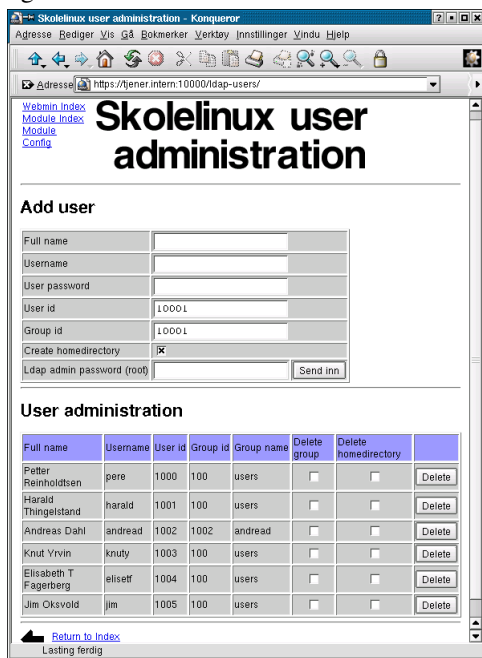 Skolelinux user administration - Konqueror
Adresse Rediger Vis Gå Bokmerker Verktøy Innstillinger Vindu Hjelp
Adresse https://tjener.intern:10000/ldap-users/
Webmin Index
Module Index
Module
Config
Skolelinux user
administration
Add user
Full name
Username
User password
User id 10001
Group id 10001
Create homedirectory
Ldap admin password (root) Send inn
User administration
Full name Username User id Group id Group name Delete group Delete homedirectory
Petter Reinholdtsen pere 1000 100 users Delete
Harald Thingelstand harald 1001 100 users Delete
Andreas Dahl andread 1002 1002 andread Delete
Knut Yrvin knuty 1003 100 users Delete
Elisabeth T Fagerberg elisetf 1004 100 users Delete
Jim Oksvold jim 1005 100 users Delete
Return to Index
Lasting ferdig